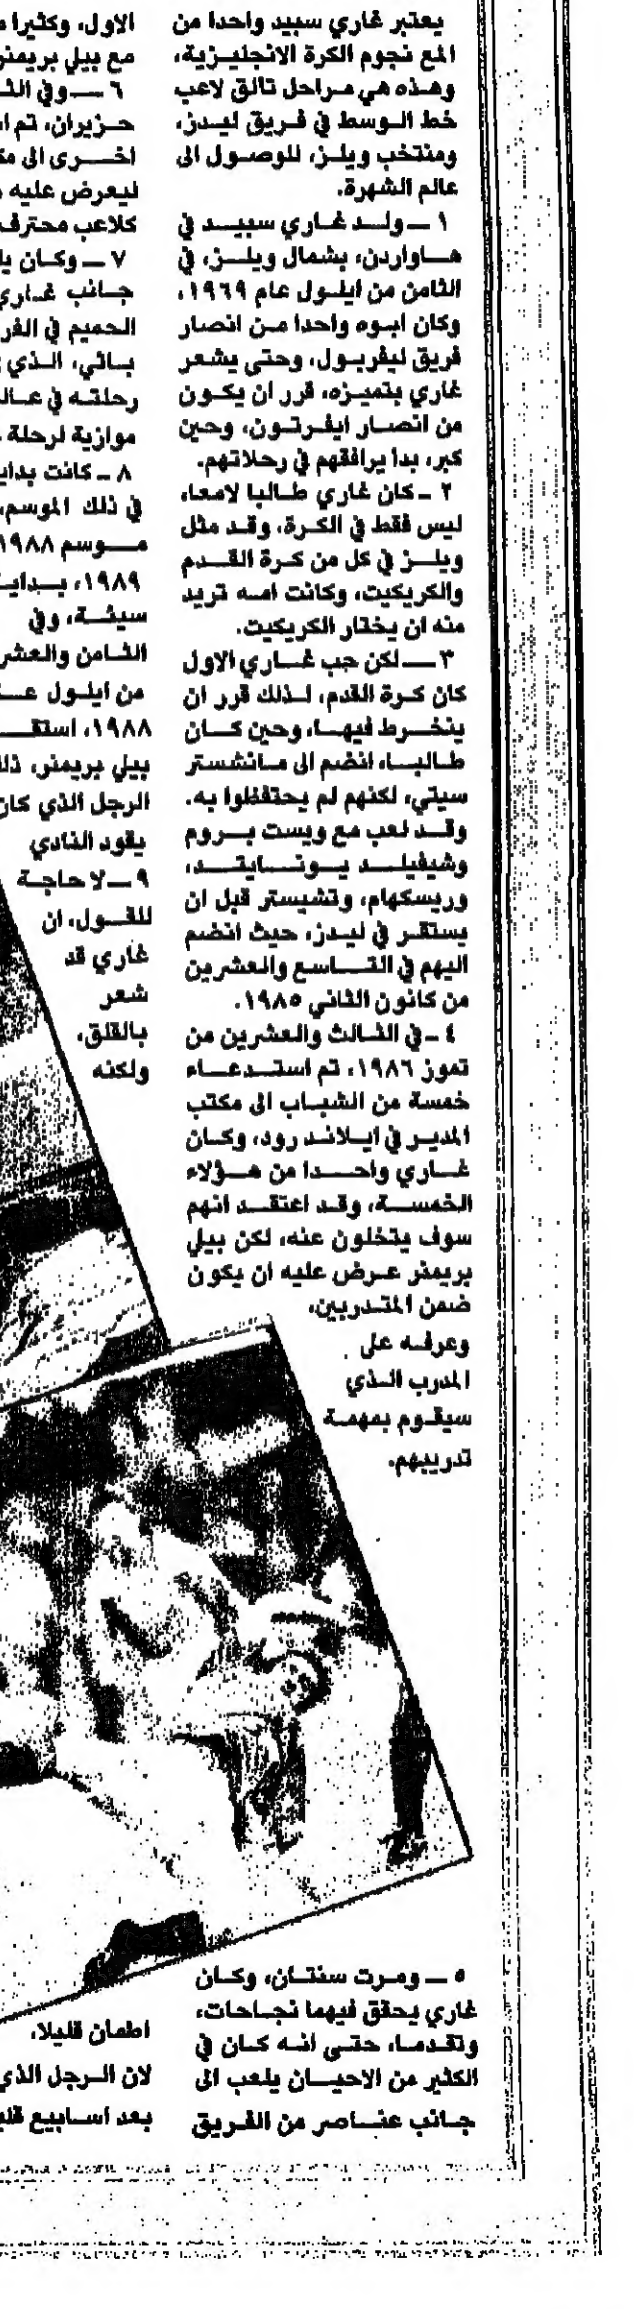 يعتبر غاري سبيد واحدا من
المع نجوم الكرة الانجليزية،
وهذه هي مراحل تالق لاعب
خط الوسط في فريق ليدز،
ومنتخب ويلز، للوصول الى
عالم الشهرة.
١ ـ ولد غاري سبيد في
هاواردن، بشمال ويلز، في
الثامن من ايلول عام ١٩٦٩،
وكان ابوه واحدا من انصار
فريق ليفربول، وحتى يشعر
غاري بتميزه، قرر ان يكون
من انصار ايفرتون، وحين
كبر، بدا يرافقهم في رحلاتهم.
٢ ـ كان غاري طالبا لامعا،
ليس فقط في الكرة، وقد مثل
ويلز في كل من كرة القدم
والكريكيت، وكانت امه تريد
منه ان يختار الكريكيت.
٣ ـ لكن حب غاري الاول
كان كرة القدم، لذلك قرر ان
ينخرط فيها، وحين كان
طالبا، انضم الى مانشستر
سيتي، لكنهم لم يحتفظوا به.
وقد لعب مع ويست بروم
وشيفيلد يونايتد،
وريسكهام، وتشيستر قبل ان
يستقر في ليدز، حيث انضم
اليهم في التاسع والعشرين
من كانون الثاني ١٩٨٥.
٤ ـ في الثالث والعشرين من
تموز ١٩٨٦، تم استدعاء
خمسة من الشباب الى مكتب
المدير في ايلاند رود، وكان
غاري واحدا من هؤلاء
الخمسة، وقد اعتقد انهم
سوف يتخلون عنه، لكن بيلي
بريمنر عرض عليه ان يكون
ضمن المتدربين،
وعرفه على
المدرب الذي
سيقوم بمهمة
تدريبهم.
٥ ـ ومرت سنتان، وكان
غاري يحقق فيهما نجاحات،
وتقدما، حتى انه كان في
الكثير من الاحيان يلعب الى
جانب عناصر من الفريق
الاول، وكثيرا
مع بيلي بريمنر
٦ ـ وفي
حزيران، تم
اخرى الى
ليعرض عليه
كلاعب محترف
٧ ـ وكان
جانب غاري
الحميم في
باتي، الذي
رحلته في
موازية لرحلة
٨ ـ كانت
في ذلك الموسم،
موسم ١٩٨٨
١٩٨٩، بداية
سيئة، وفي
الثامن والعشر
من ايلول
١٩٨٨،
بيلي بريمنر،
الرجل الذي كان
يقود النادي
٩ ـ لا حاجة
للقول، ان
غاري قد
شعر
بالقلق،
ولكنه
اطمان قليلا،
لان الرجل الذي
بعد اسابيع